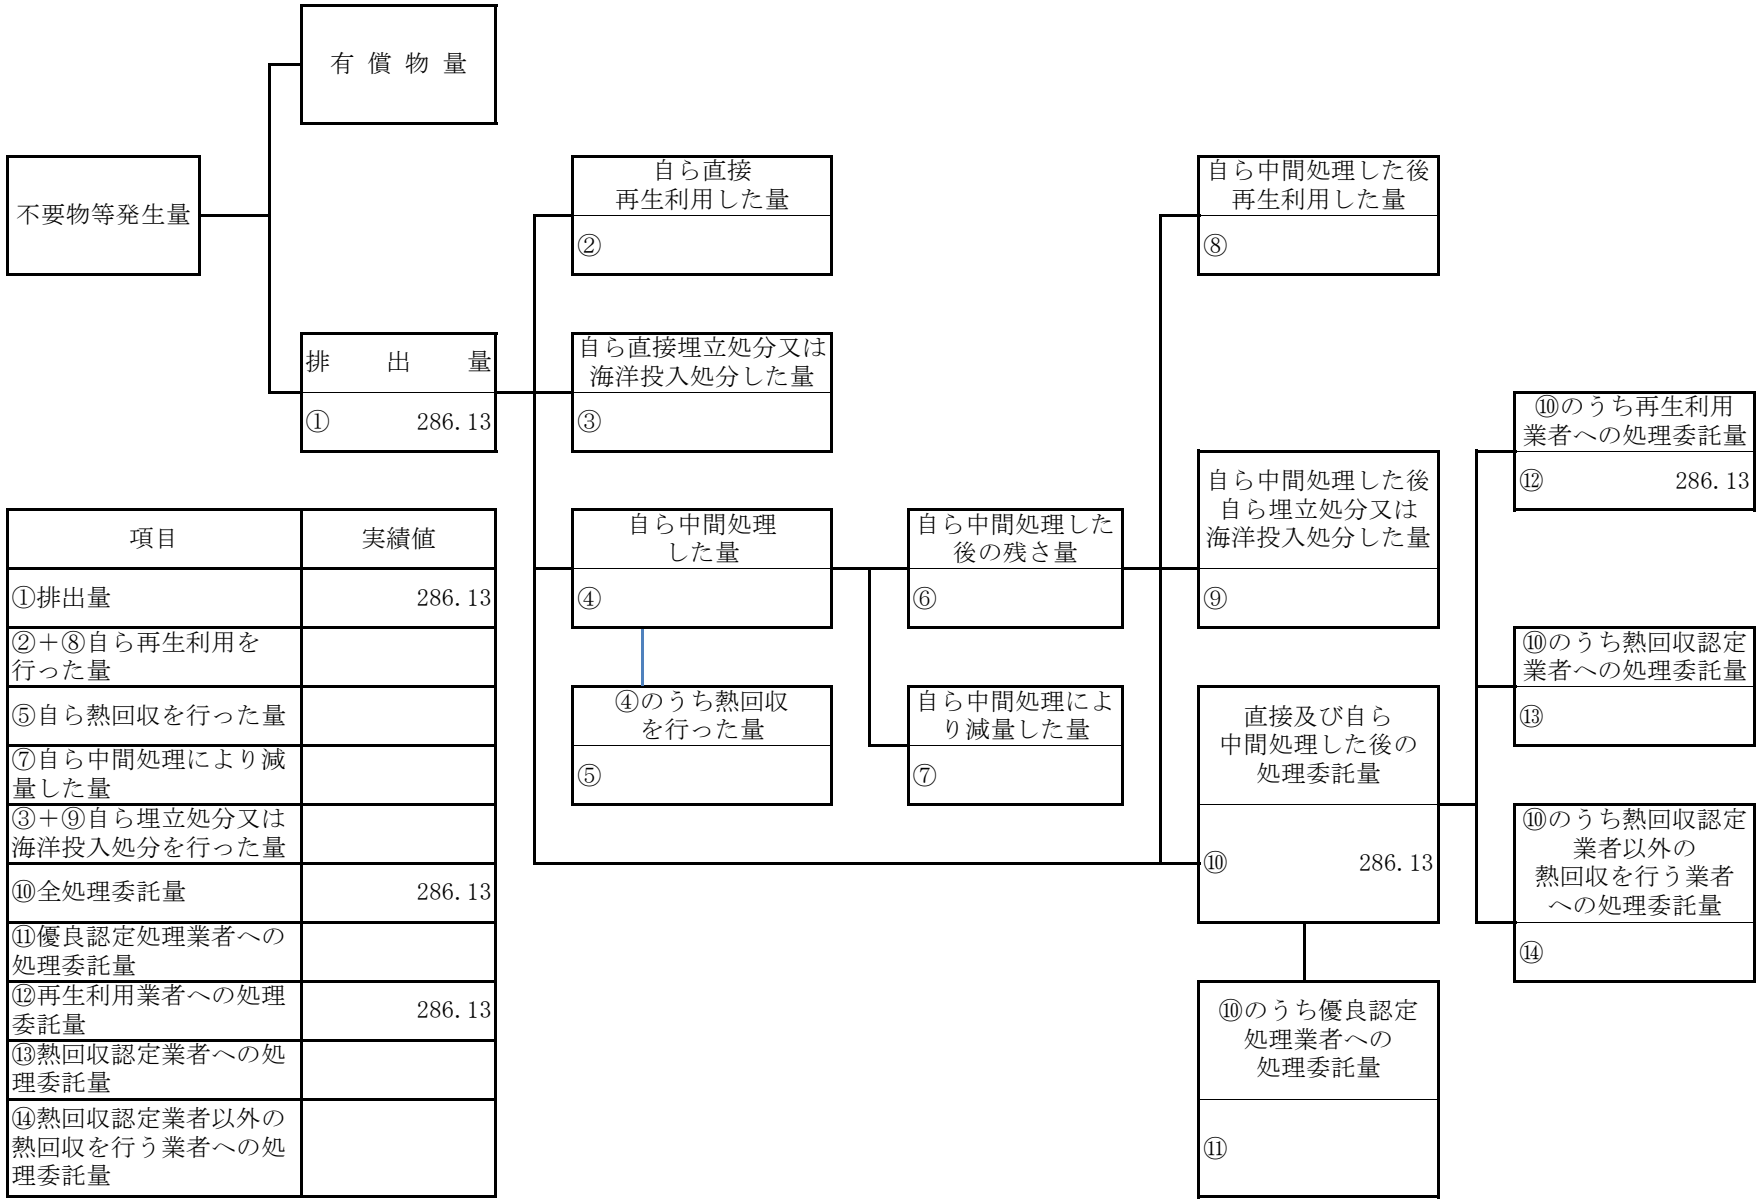 有 償 物 量
不要物等発生量
自ら直接
再生利用した量
②
自ら中間処理した後
再生利用した量
⑧
排 出 量
① 286.13
自ら直接埋立処分又は
海洋投入処分した量
③
⑩のうち再生利用
業者への処理委託量
⑫ 286.13
自ら中間処理した後
自ら埋立処分又は
海洋投入処分した量
⑨
自ら中間処理
した量
④
自ら中間処理した
後の残さ量
⑥
⑩のうち熱回収認定
業者への処理委託量
⑬
④のうち熱回収
を行った量
⑤
自ら中間処理によ
り減量した量
⑦
直接及び自ら
中間処理した後の
処理委託量
⑩ 286.13
⑩のうち熱回収認定
業者以外の
熱回収を行う業者
への処理委託量
⑭
⑩のうち優良認定
処理業者への
処理委託量
⑪
項目 実績値
①排出量 286.13
②＋⑧自ら再生利用を
行った量
⑤自ら熱回収を行った量
⑦自ら中間処理により減
量した量
③＋⑨自ら埋立処分又は
海洋投入処分を行った量
⑩全処理委託量 286.13
⑪優良認定処理業者への
処理委託量
⑫再生利用業者への処理
委託量 286.13
⑬熱回収認定業者への処
理委託量
⑭熱回収認定業者以外の
熱回収を行う業者への処
理委託量